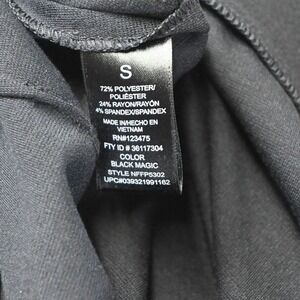 S
72% POLYESTER/
POLIÉSTER
24% RAYON/RAYÓN
4% SPANDEX/SPANDEX
MADE IN/HECHO EN
VIETNAM
RN#123475
FTY ID # 36117304
COLOR
BLACK MAGIC
STYLE NFFP5302
UPC#039321991162